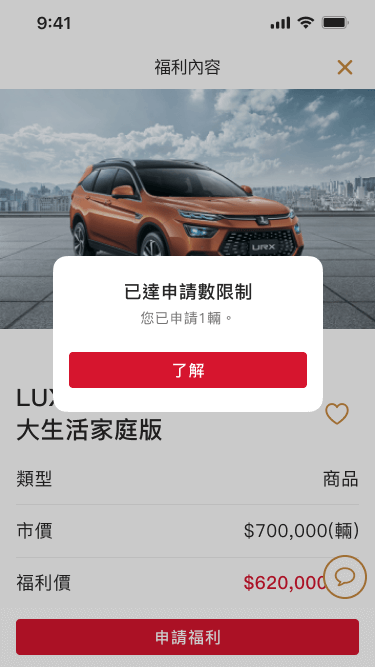 9:41
福利內容
URX
已達申請數限制
您已申請1輛。
了解
LUX
大生活家庭版
類型
商品
市價
$700,000(輛)
福利價
$620,000
申請福利